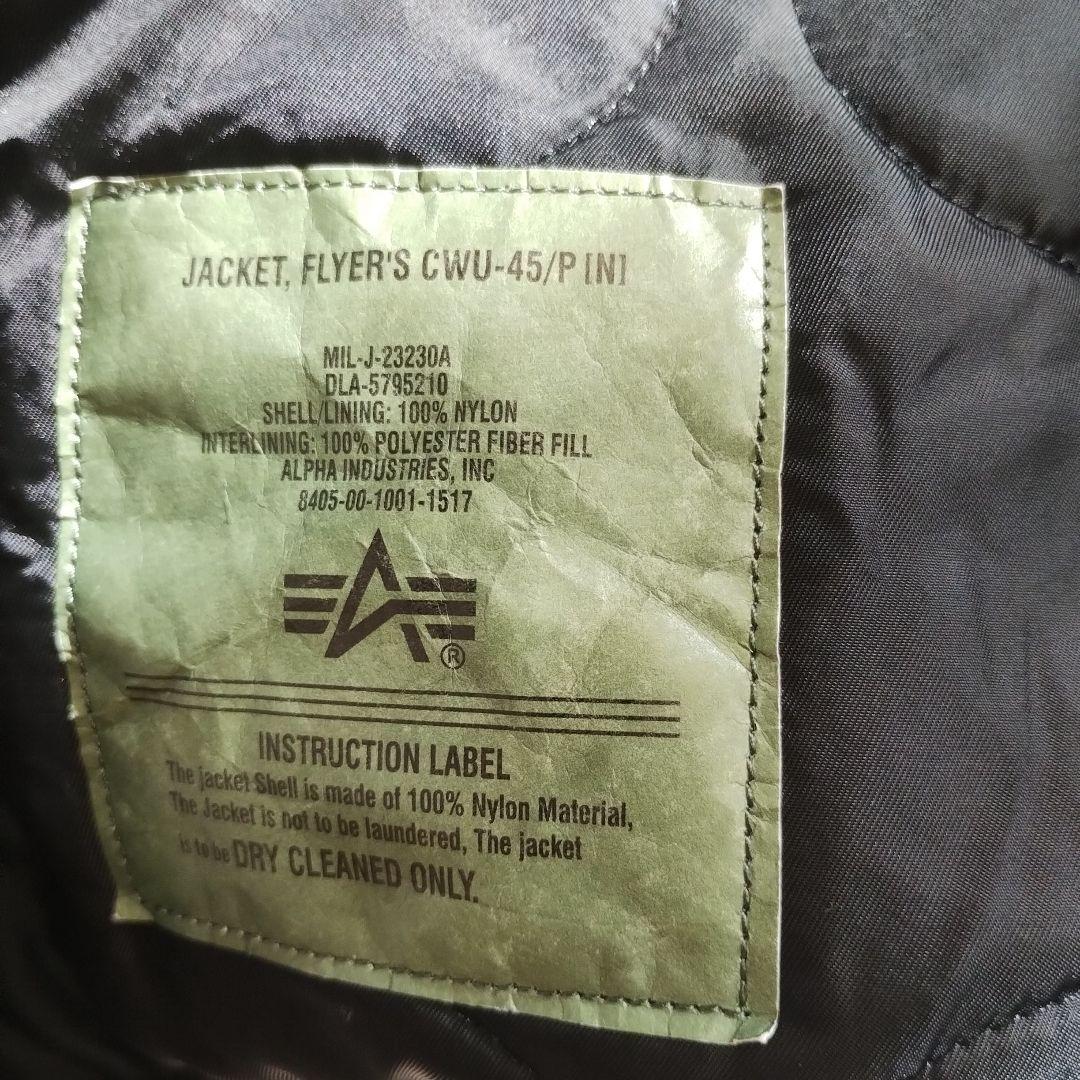 JACKET, FLYER'S CWU-45/P [N]
MIL-J-23230A
DLA-5795210
SHELL/LINING: 100% NYLON
INTERLINING: 100% POLYESTER FIBER FILL
ALPHA INDUSTRIES, INC
8405-00-1001-1517
®
INSTRUCTION LABEL
The jacket Shell is made of 100% Nylon Material,
The Jacket is not to be laundered, The jacket
is to be DRY CLEANED ONLY.